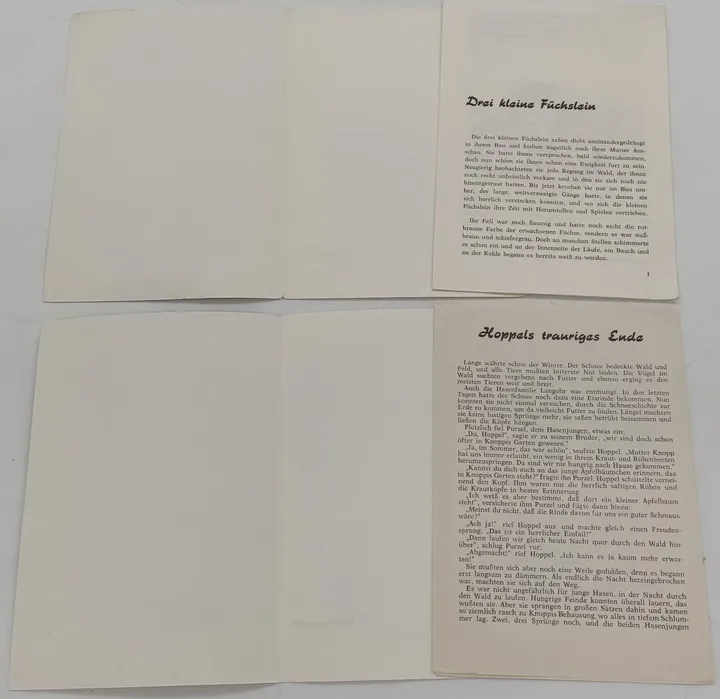 Drei kleine Füchslein
Die drei kleinen Füchslein saßen dicht aneinandergedrängt
in ihrem Bau und hielten ängstlich nach ihrer Mutter Aus-
schau. Sie hatte ihnen versprochen, bald wiederzukommen,
doch nun schien es ihnen schon eine Ewigkeit fort zu sein.
Neugierig beobachteten sie jede Regung im Wald, der ihnen
noch recht unheimlich vorkam und in den sie sich noch nie
hineingetraut hatten. Bis jetzt krochen sie nur im Bau um-
her, der lange, weitverzweigte Gänge hatte, in denen sie
sich herrlich verstecken konnten, und wo sich die kleinen
Füchslein ihre Zeit mit Herumtollen und Spielen vertrieben.
Ihr Fell war noch flaumig und hatte noch nicht die rot-
braune Farbe der erwachsenen Füchse, sondern es war nuß-
braun und schiefergrau. Doch an manchen Stellen schimmerte
es schon rot und an der Innenseite der Läufe, am Bauch und
an der Kehle begann es bereits weiß zu werden.
1
Hoppels trauriges Ende
Lange währte schon der Winter. Der Schnee bedeckte Wald und
Feld, und alle Tiere mußten bitterste Not leiden. Die Vögel im
Wald suchten vergebens nach Futter und ebenso erging es den
meisten Tieren weit und breit.
Auch die Hasenfamilie Langohr war entmutigt. In den letzten
Tagen hatte der Schnee noch dazu eine Eisrinde bekommen. Nun
konnten sie nicht einmal versuchen, durch die Schneeschichte zur
Erde zu kommen, um da vielleicht Futter zu finden. Längst machten
sie keine lustigen Sprünge mehr, sie saßen betrübt beisammen und
ließen die Köpfe hängen.
Plötzlich fiel Purzel, dem Hasenjungen, etwas ein:
„Du, Hoppel", sagte er zu seinem Bruder, „wir sind doch schon
öfter in Knoppis Garten gewesen."
„Ja, im Sommer, das war schön", seufzte Hoppel. „Mutter Knopp
hat uns immer erlaubt, ein wenig in ihrem Kraut- und Rübenbeeten
herumzuspringen. Da sind wir nie hungrig nach Hause gekommen."
„Kannst du dich auch an das junge Apfelbäumchen erinnern, das
in Knoppis Garten steht?" fragte ihn Purzel. Hoppel schüttelte vernei-
nend den Kopf. Ihm waren nur die herrlich saftigen Rüben und
die Krautköpfe in bester Erinnerung.
„Ich weiß es aber bestimmt, daß dort ein kleiner Apfelbaum
steht", versicherte ihm Purzel und fügte dann hinzu:
„Meinst du nicht, daß die Rinde davon für uns ein guter Schmaus
wäre?"
„Ach ja!" rief Hoppel aus und machte gleich einen Freuden-
sprung. „Das ist ein herrlicher Einfall!"
„Dann laufen wir gleich heute Nacht quer durch den Wald hin-
über", schlug Purzel vor.
„Abgemacht!" rief Hoppel. „Ich kann es ja kaum mehr erwar-
ten!"
Sie mußten sich aber noch eine Weile gedulden, denn es begann
erst langsam zu dämmern. Als endlich die Nacht hereingebrochen
war, machten sie sich auf den Weg.
Es war nicht ungefährlich für junge Hasen, in der Nacht durch
den Wald zu laufen. Hungrige Feinde konnten überall lauern, das
wußten sie. Aber sie sprangen in großen Sätzen dahin und kamen
so ziemlich rasch zu Knoppis Behausung, wo alles in tiefem Schlum-
mer lag. Zwei, drei Sprünge noch, und die beiden Hasenjungen